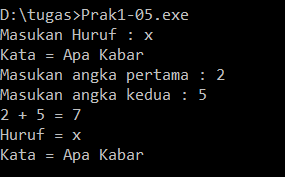 D:\tugas>Prak1-05.exe
Masukan Huruf : x
Kata = Apa Kabar
Masukan angka pertama : 2
Masukan angka kedua : 5
2 + 5 = 7
Huruf = x
Kata = Apa Kabar